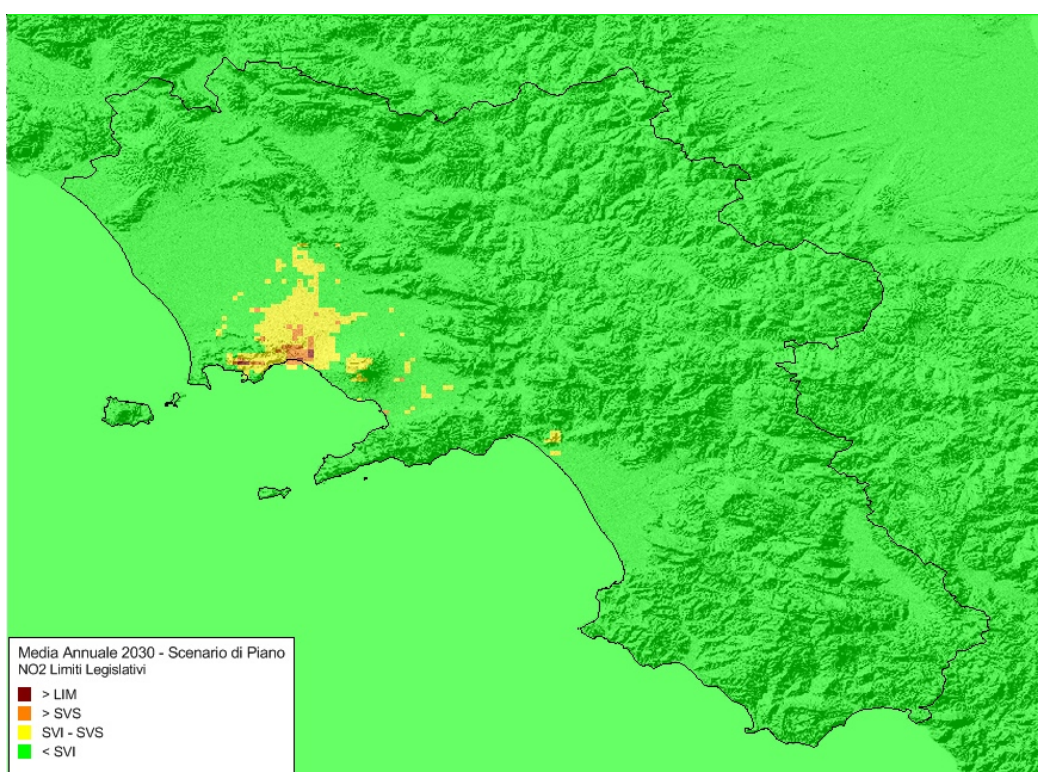 Media Annuale 2030 - Scenario di Piano
NO2 Limiti Legislativi
> LIM
> SVS
SVI - SVS
< SVI